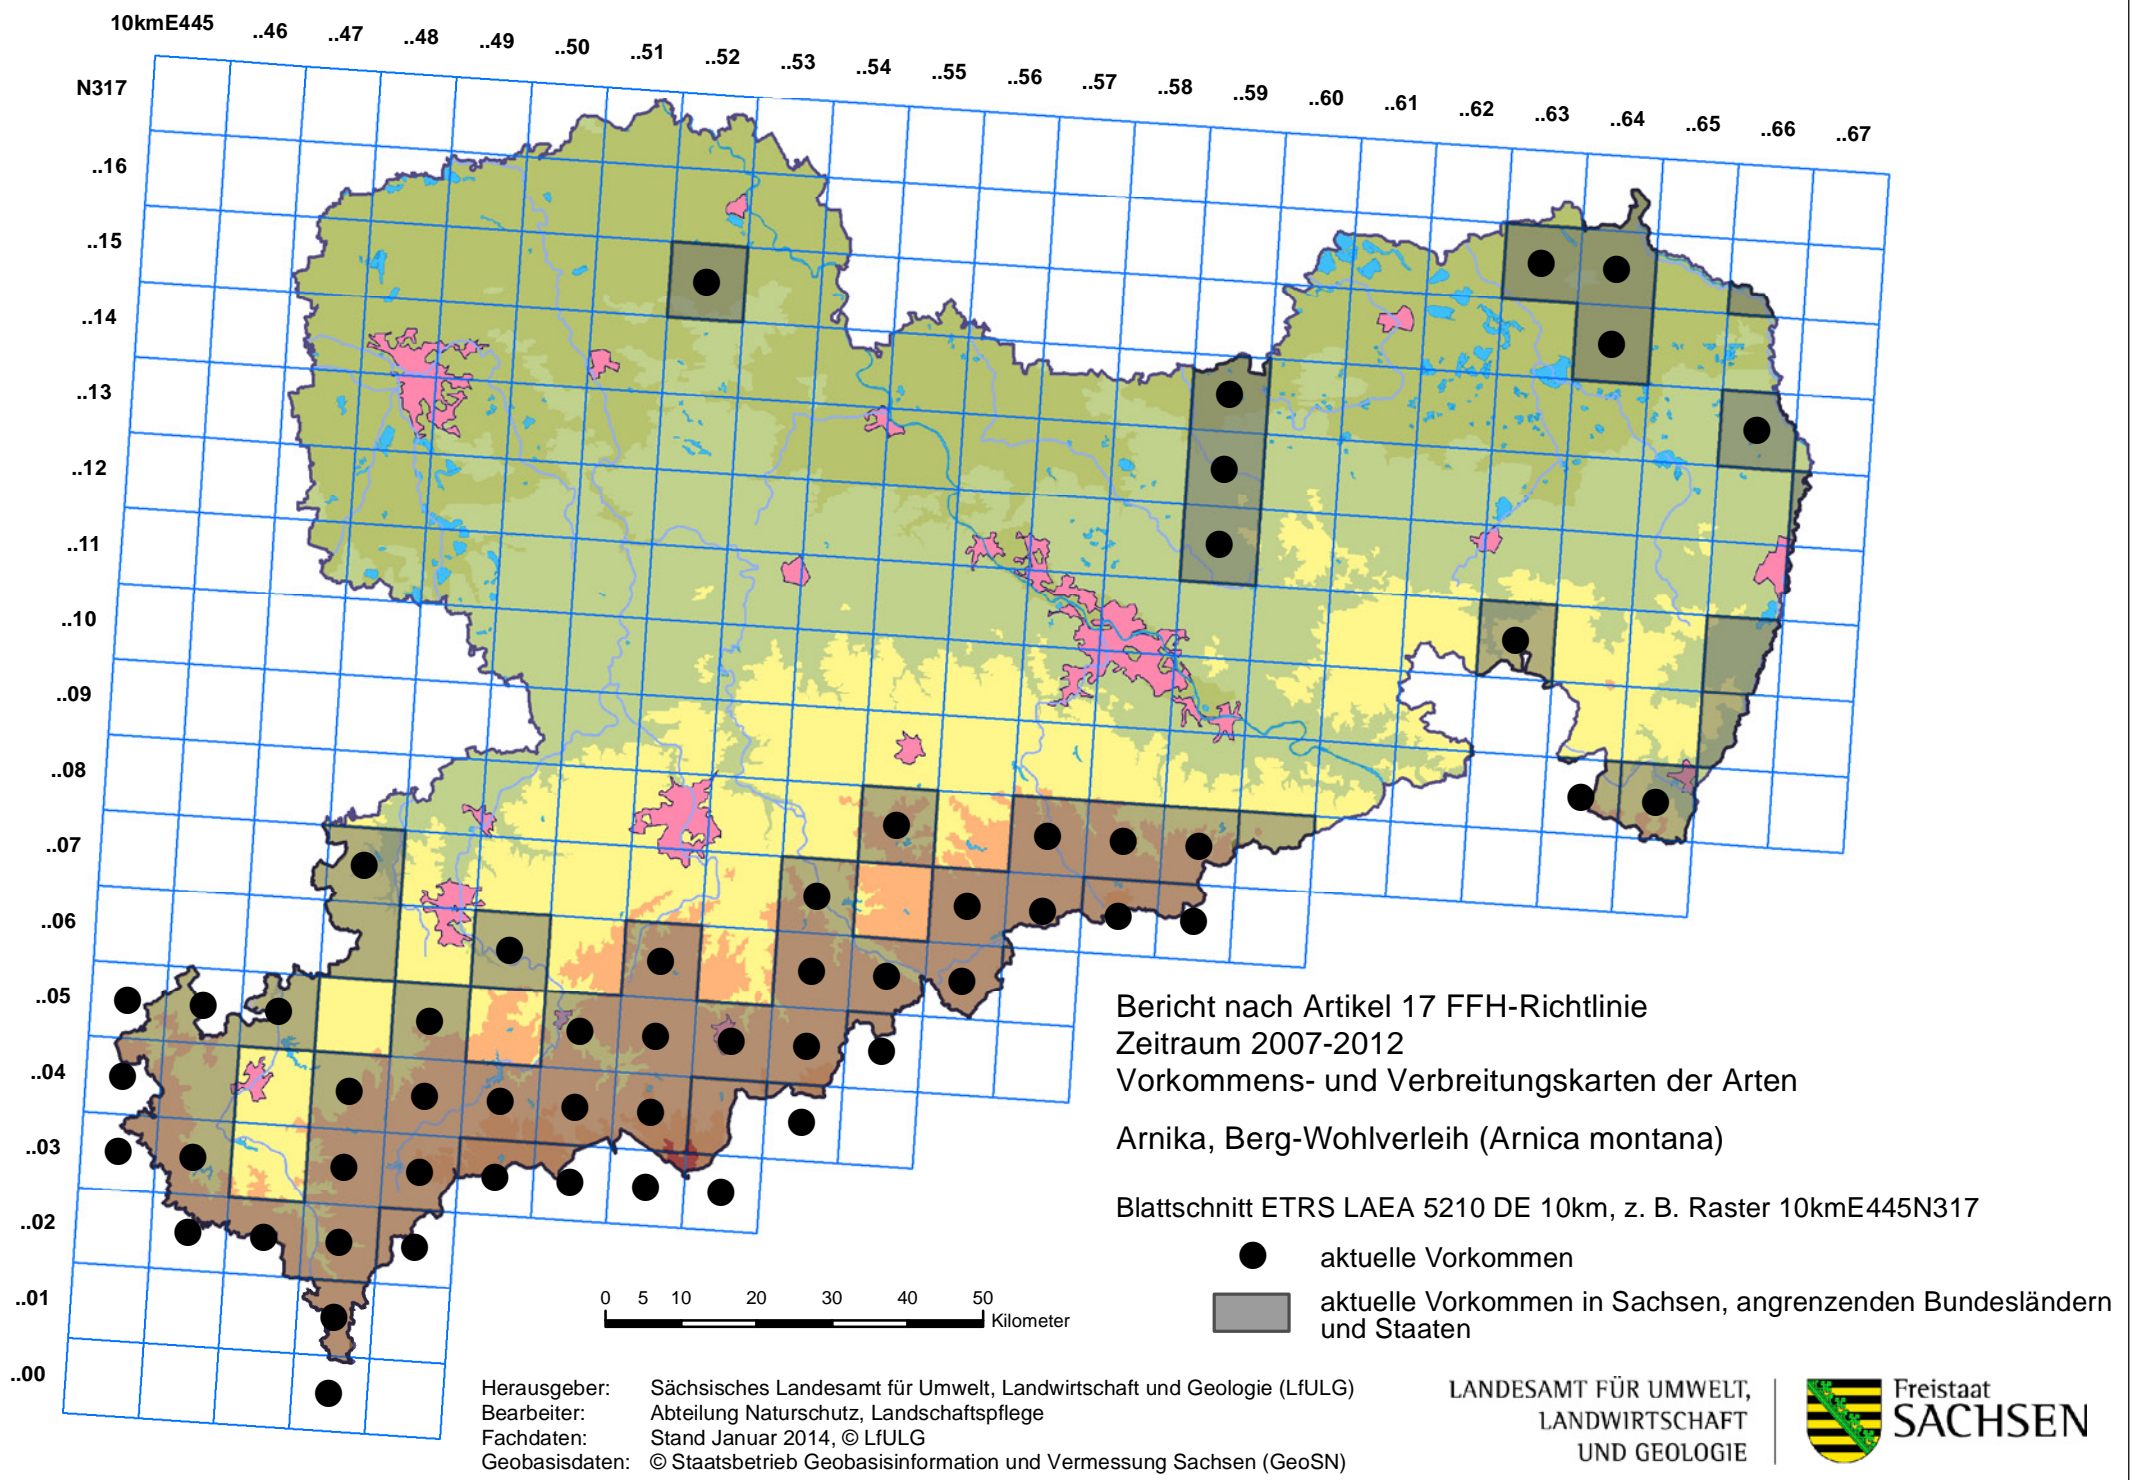 10kmE445 ..46 ..47 ..48 ..49 ..50 ..51 ..52 ..53 ..54 ..55 ..56 ..57 ..58 ..59 ..60 ..61 ..62 ..63 ..64 ..65 ..66 ..67
N317
..16
..15
..14
..13
..12
..11
..10
..09
..08
..07
..06
..05
..04
..03
..02
..01
..00
Bericht nach Artikel 17 FFH-Richtlinie
Zeitraum 2007-2012
Vorkommens- und Verbreitungskarten der Arten
Arnika, Berg-Wohlverleih (Arnica montana)
Blattschnitt ETRS LAEA 5210 DE 10km, z. B. Raster 10kmE445N317
aktuelle Vorkommen
aktuelle Vorkommen in Sachsen, angrenzenden Bundesländern
und Staaten
0 5 10 20 30 40 50
Kilometer
Herausgeber: Sächsisches Landesamt für Umwelt, Landwirtschaft und Geologie (LfULG)
Bearbeiter: Abteilung Naturschutz, Landschaftspflege
Fachdaten: Stand Januar 2014, © LfULG
Geobasisdaten: © Staatsbetrieb Geobasisinformation und Vermessung Sachsen (GeoSN)
LANDESAMT FÜR UMWELT,
LANDWIRTSCHAFT
UND GEOLOGIE
Freistaat
SACHSEN